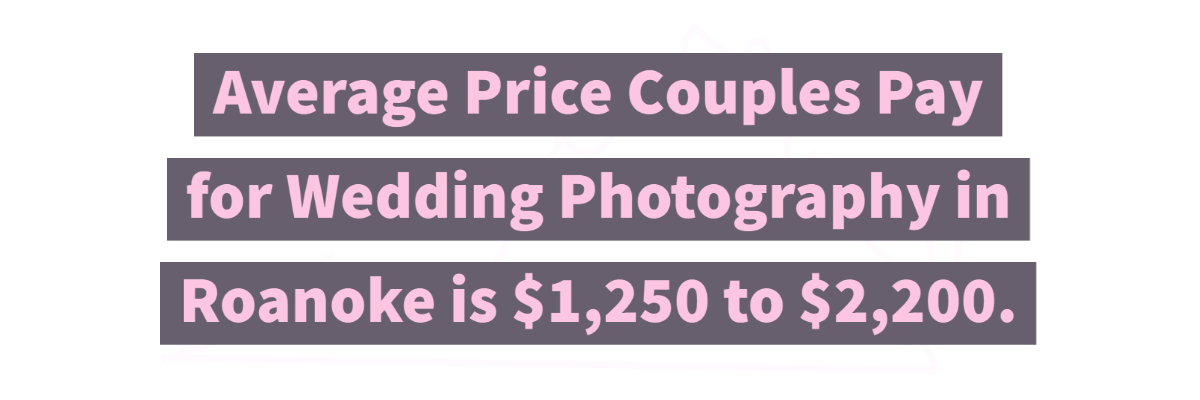 Average Price Couples Pay
for Wedding Photography in
Roanoke is $1,250 to $2,200.